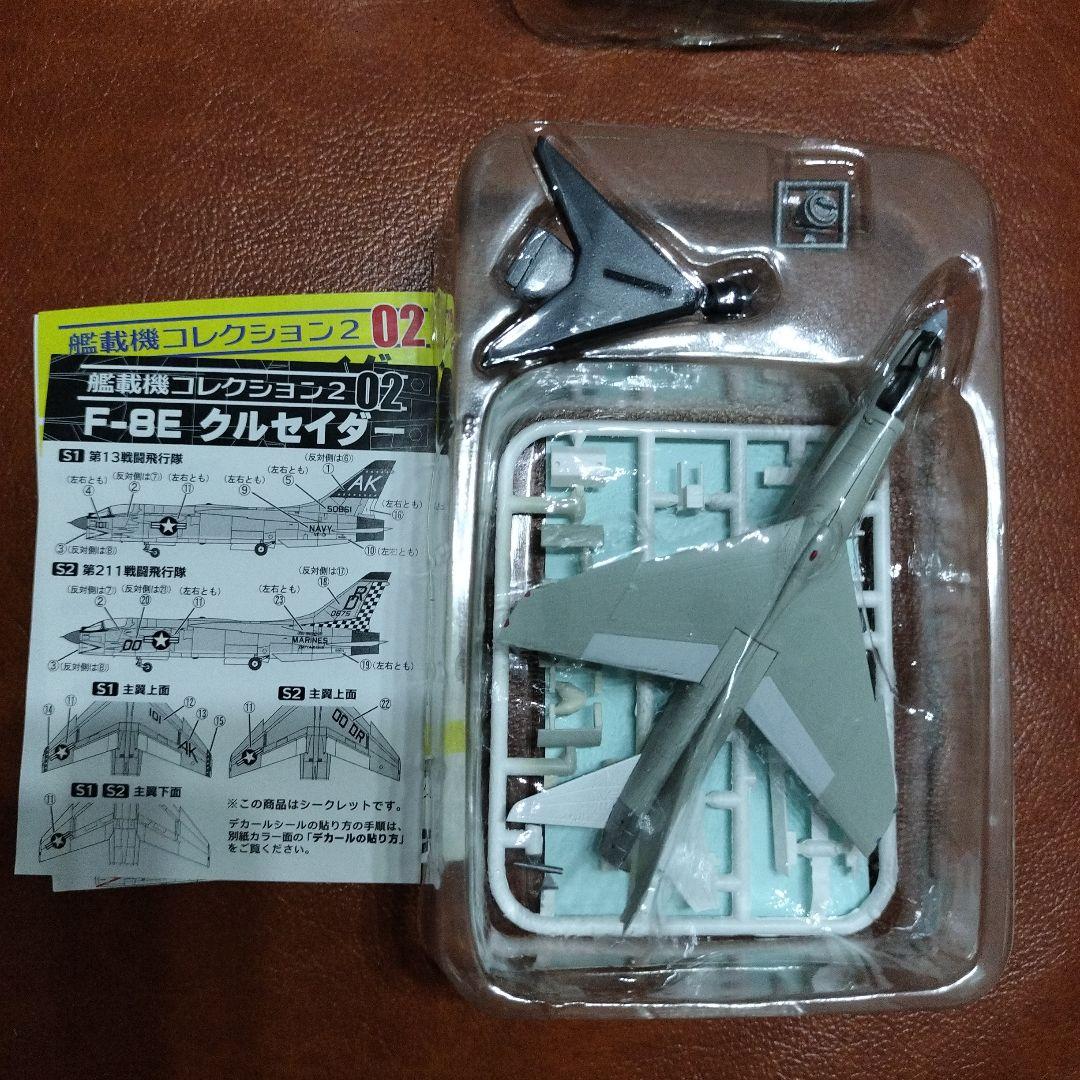 艦載機コレクション2 02
艦載機コレクション2 02
F-8E クルセイダー
S1 第13戦闘飛行隊
(反対側は⑥)
(左右とも)
(反対側は⑦)
(左右とも)
(左右とも)
①
④
②
⑪
⑨
⑤
AK
(左右とも)
50861
⑯
NAVY
③(反対側は⑧)
⑩(左右とも)
S2 第211戦闘飛行隊
(反対側は⑰)
(反対側は⑦)
(反対側は㉑)
(左右とも)
(左右とも)
⑱
②
⑳
⑪
㉓
DR
0875
00
MARINES
③(反対側は⑧)
⑲(左右とも)
S1 主翼上面
S2 主翼上面
⑭
⑪
⑫
⑬
⑮
101
AK
⑪
㉒
00 DR
S1 S2 主翼下面
⑪
※この商品はシークレットです。
デカールシールの貼り方の手順は、
別紙カラー面の「デカールの貼り方」
をご覧ください。